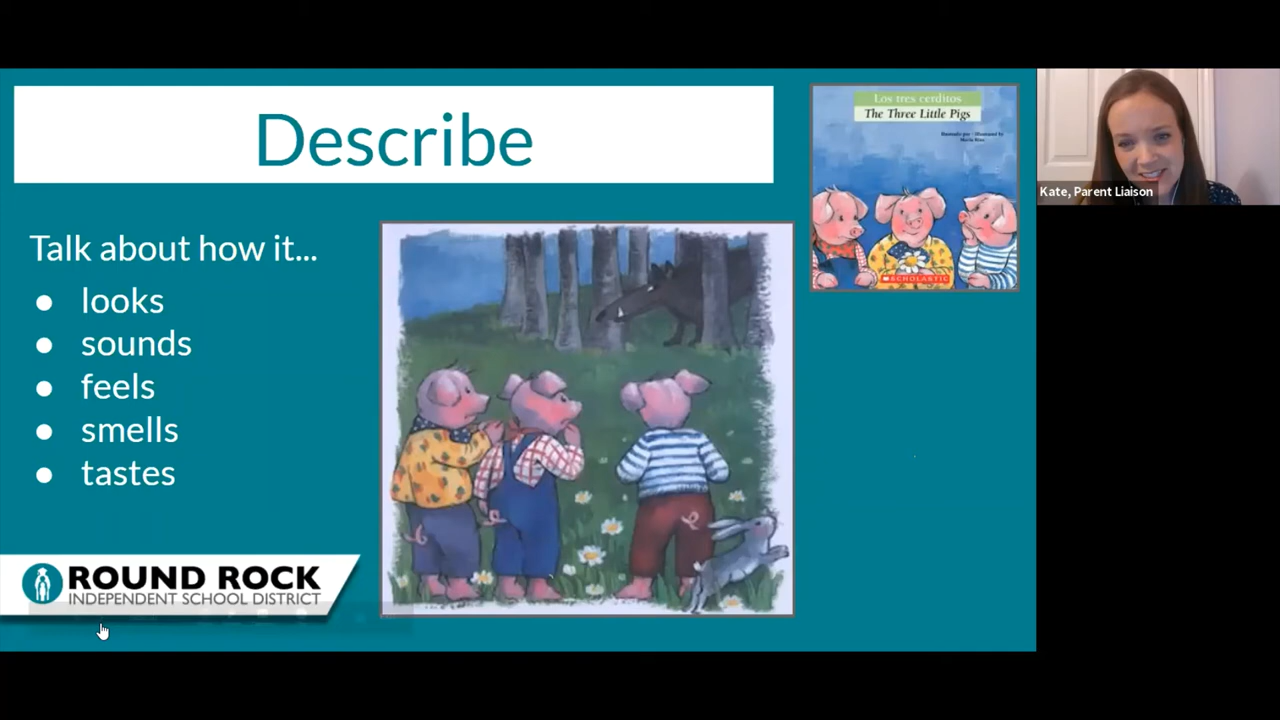 Describe
Talk about how it...
● looks
● sounds
● feels
● smells
● tastes
ROUND ROCK
INDEPENDENT SCHOOL DISTRICT
Los tres cerditos
The Three Little Pigs
SCHOLASTIC
Kate, Parent Liaison